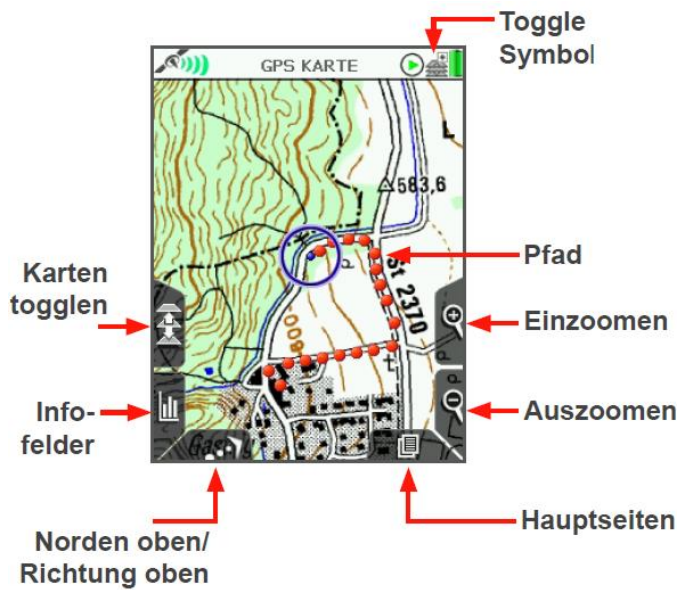 Toggle
Symbol
GPS KARTE
583,6
Pfad
St 2370
Karten
togglen
Einzoomen
800
Info-
felder
Auszoomen
Hauptseiten
Norden oben/
Richtung oben